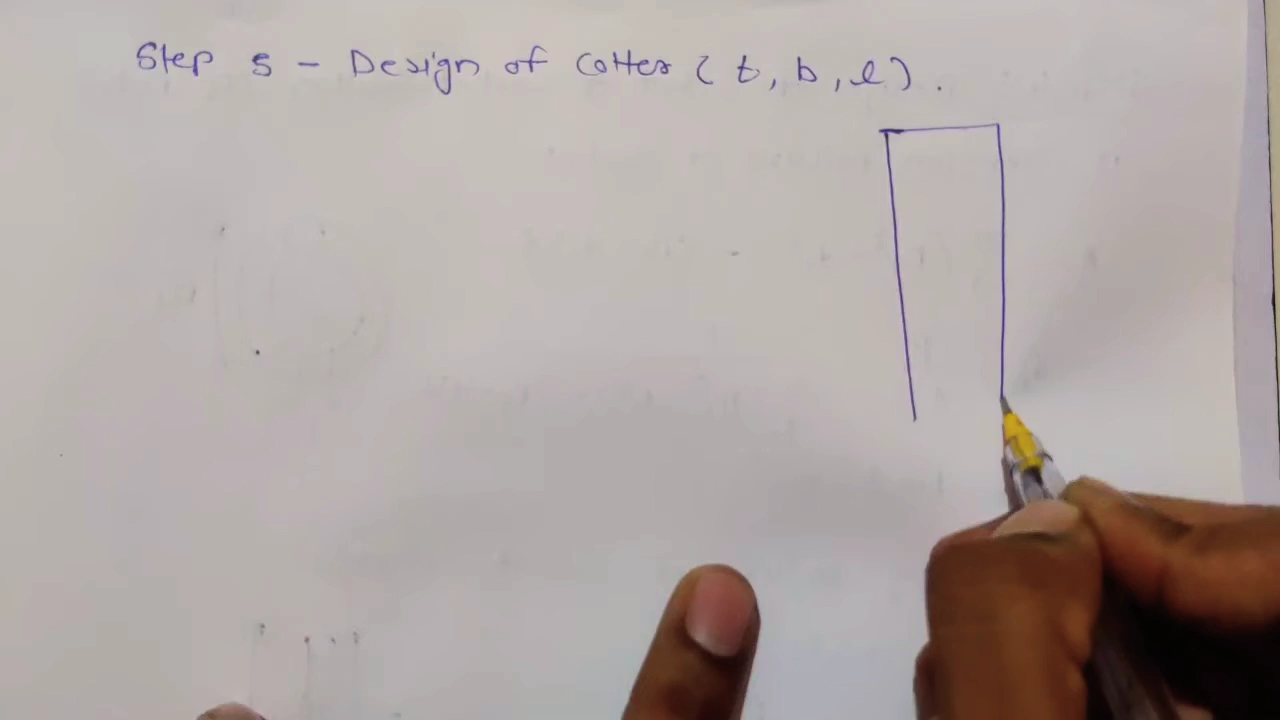 Step 5 - Design of Cotter (t, b, l).